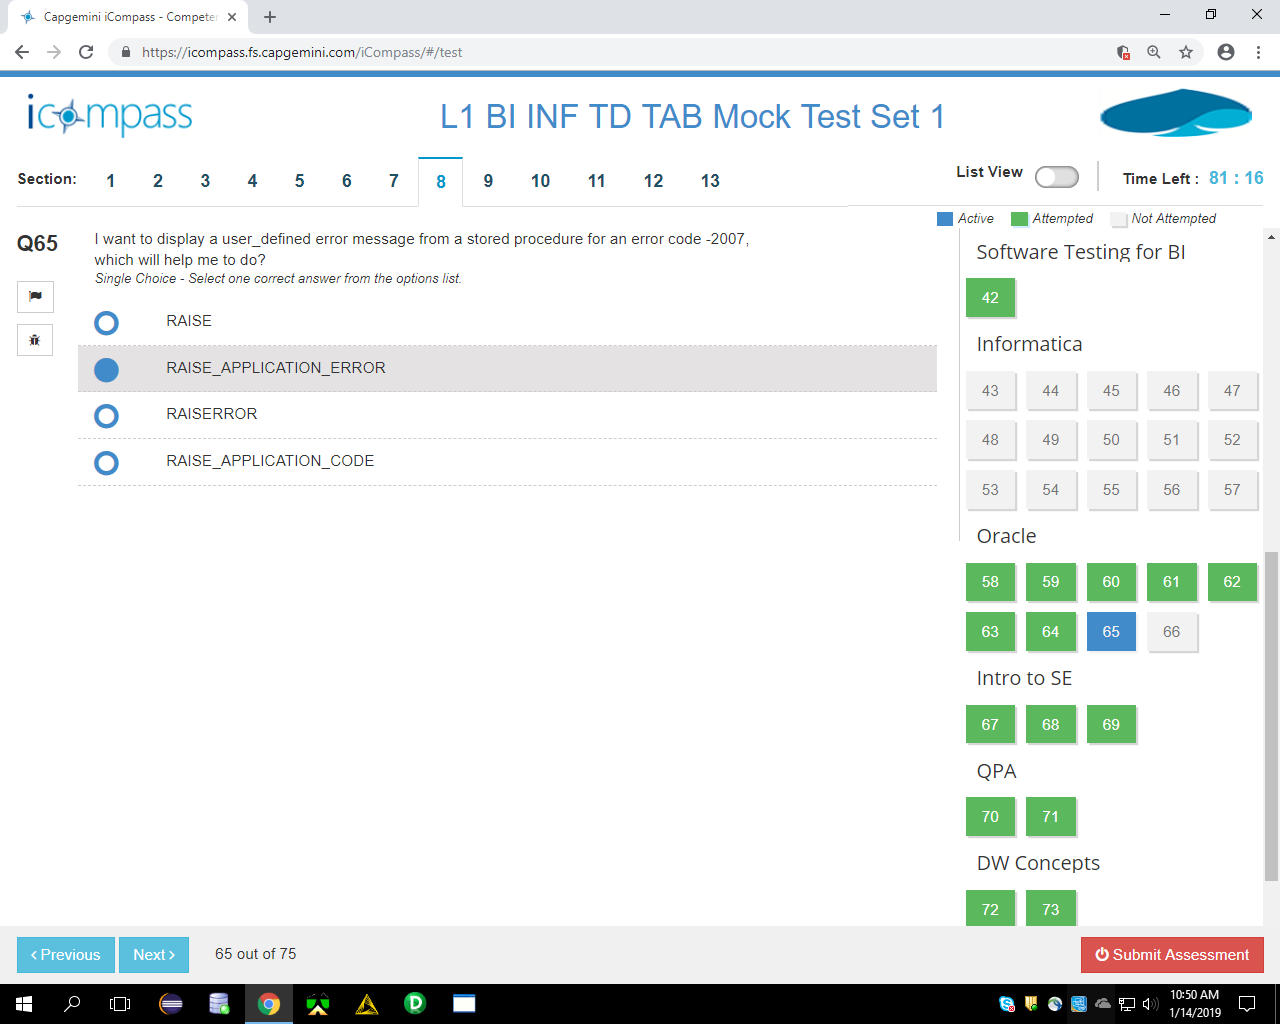 Capgemini iCompass - Competen
https://icompass.fs.capgemini.com/iCompass/#/test
icompass
L1 BI INF TD TAB Mock Test Set 1
Section: 1 2 3 4 5 6 7 8 9 10 11 12 13
List View
Time Left : 81 : 16
Active Attempted Not Attempted
Q65
I want to display a user_defined error message from a stored procedure for an error code -2007,
which will help me to do?
Single Choice - Select one correct answer from the options list.
RAISE
RAISE_APPLICATION_ERROR
RAISERROR
RAISE_APPLICATION_CODE
Software Testing for BI
42
Informatica
43 44 45 46 47
48 49 50 51 52
53 54 55 56 57
Oracle
58 59 60 61 62
63 64 65 66
Intro to SE
67 68 69
QPA
70 71
DW Concepts
72 73
Previous Next 65 out of 75
Submit Assessment
10:50 AM
1/14/2019